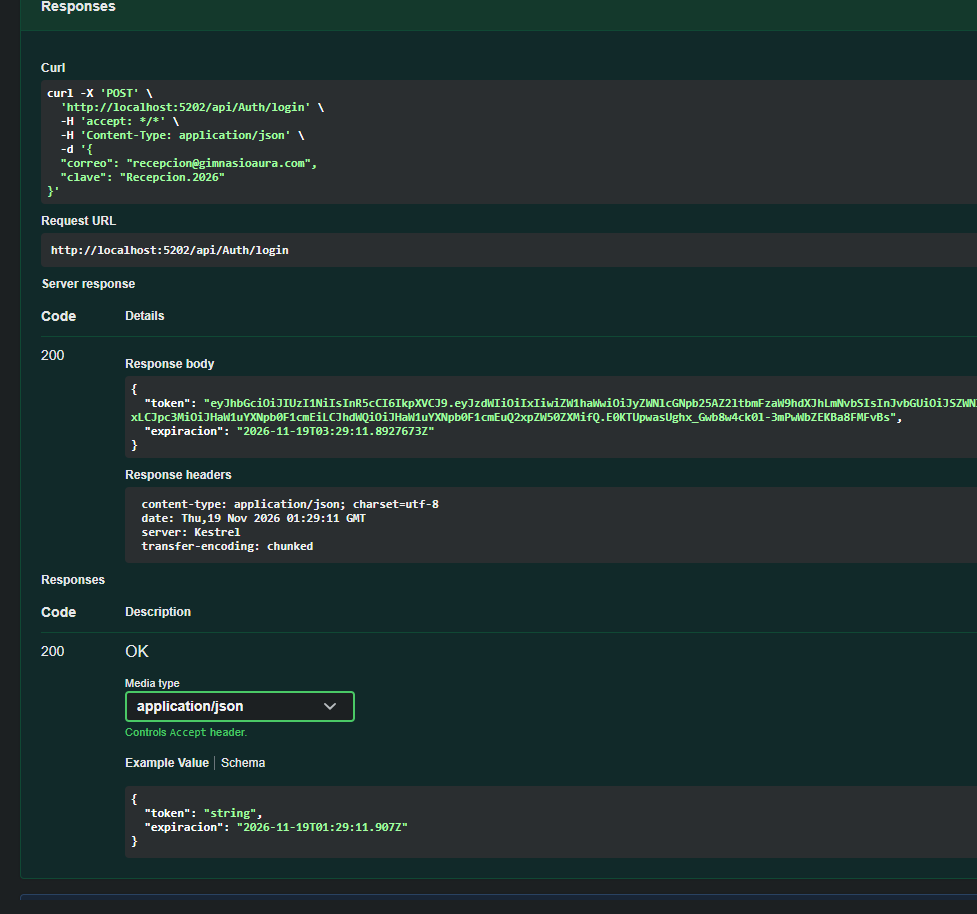 Responses
Curl
curl -X 'POST' \
'http://localhost:5202/api/Auth/login' \
-H 'accept: */*' \
-H 'Content-Type: application/json' \
-d '{
"correo": "recepcion@gimnasioaura.com",
"clave": "Recepcion.2026"
}'
Request URL
http://localhost:5202/api/Auth/login
Server response
Code Details
200
Response body
{
"token": "eyJhbGciOiJIUzI1NiIsInR5cCI6IkpXVCJ9.eyJzdWIiOiIxIiwiZW1haWwiOiJyZWNlcGNpb25AZ2ltbmFzaW9hdXJhLmNvbSIsInJvbGUiOiJSZWN
xLCJpc3MiOiJHaW1uYXNpb0F1cmEiLCJhdWQiOiJHaW1uYXNpb0F1cmEuQ2xpZW50ZXMifQ.E0KTUpwasUghx_Gwb8w4ck0l-3mPwWbZEKBa8FMFvBs",
"expiracion": "2026-11-19T03:29:11.8927673Z"
}
Response headers
content-type: application/json; charset=utf-8
date: Thu,19 Nov 2026 01:29:11 GMT
server: Kestrel
transfer-encoding: chunked
Responses
Code Description
200 OK
Media type
application/json
Controls Accept header.
Example Value | Schema
{
"token": "string",
"expiracion": "2026-11-19T01:29:11.907Z"
}